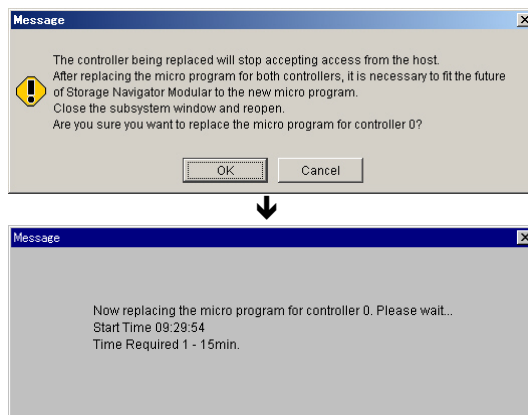 Message
The controller being replaced will stop accepting access from the host.
After replacing the micro program for both controllers, it is necessary to fit the future
of Storage Navigator Modular to the new micro program.
Close the subsystem window and reopen.
Are you sure you want to replace the micro program for controller 0?
OK Cancel
Message
Now replacing the micro program for controller 0. Please wait...
Start Time 09:29:54
Time Required 1 - 15min.